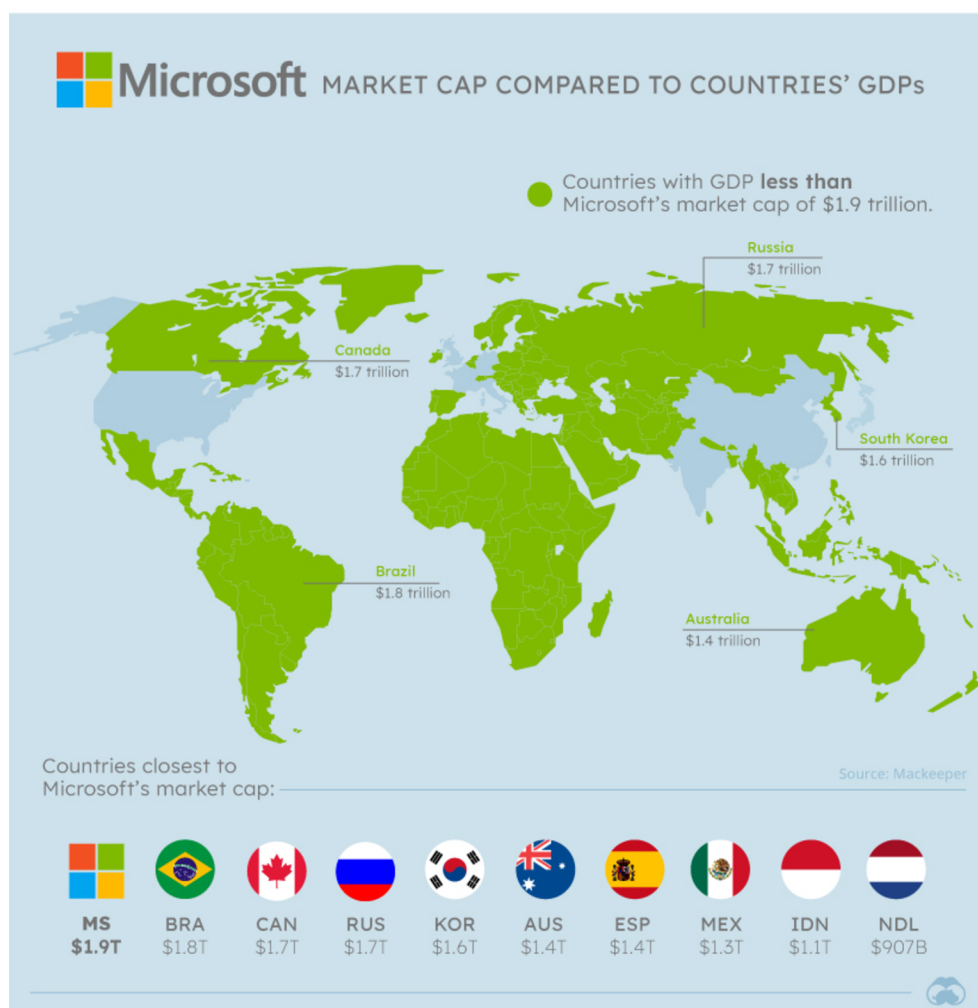 Microsoft MARKET CAP COMPARED TO COUNTRIES' GDPs
Countries with GDP less than
Microsoft's market cap of $1.9 trillion.
Russia
$1.7 trillion
Canada
$1.7 trillion
South Korea
$1.6 trillion
Brazil
$1.8 trillion
Australia
$1.4 trillion
Countries closest to
Microsoft's market cap:
Source: Mackeeper
MS BRA CAN RUS KOR AUS ESP MEX IDN NDL
$1.9T $1.8T $1.7T $1.7T $1.6T $1.4T $1.4T $1.3T $1.1T $907B